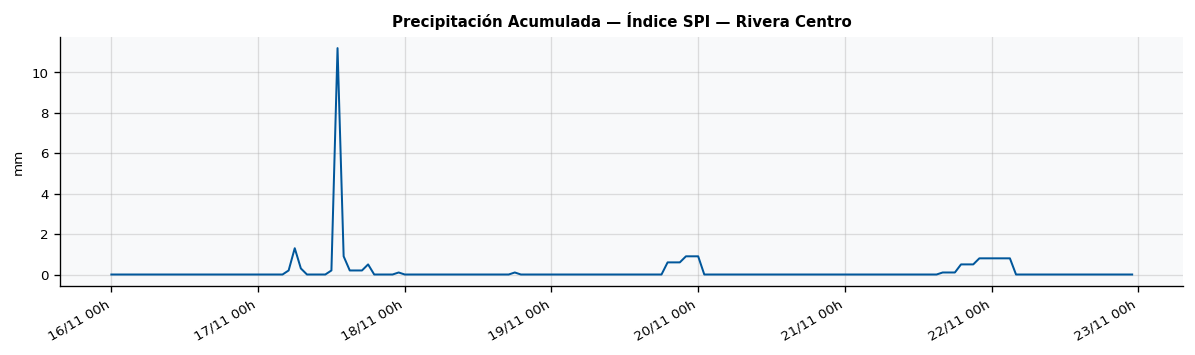 Precipitación Acumulada — Índice SPI — Rivera Centro
mm
10
8
6
4
2
0
16/11 00h
17/11 00h
18/11 00h
19/11 00h
20/11 00h
21/11 00h
22/11 00h
23/11 00h